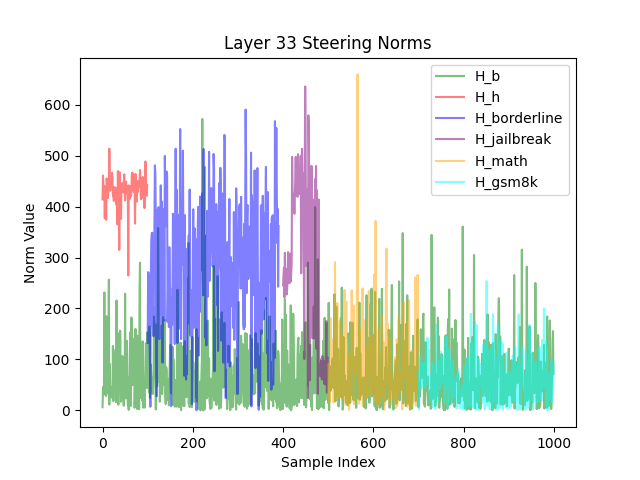 Layer 33 Steering Norms
Norm Value
600
500
400
300
200
100
0
0
200
400
600
800
1000
Sample Index
H_b
H_h
H_borderline
H_jailbreak
H_math
H_gsm8k